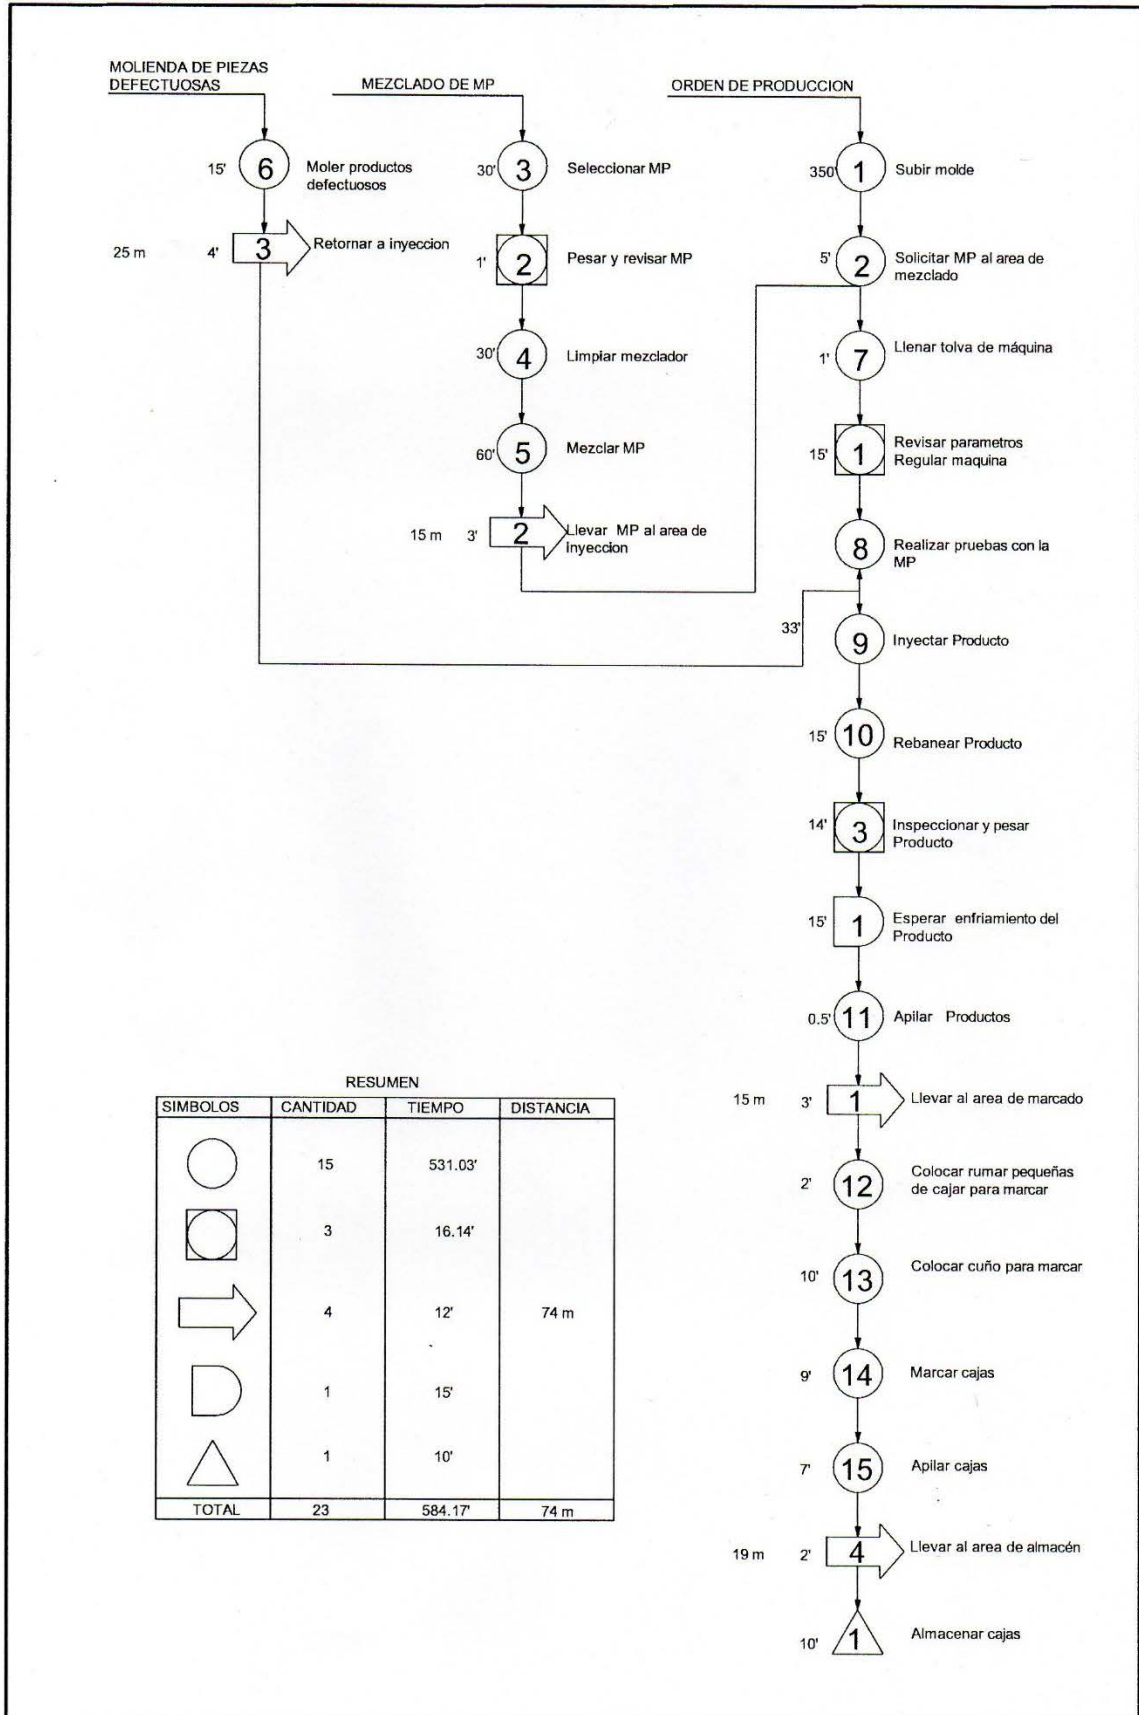 MOLIENDA DE PIEZAS
DEFECTUOSAS
15'
6
Moler productos
defectuosos
25 m
4'
3
Retornar a inyeccion
MEZCLADO DE MP
30'
3
Seleccionar MP
1'
2
Pesar y revisar MP
30'
4
Limpiar mezclador
60'
5
Mezclar MP
15 m
3'
2
Llevar MP al area de
Inyeccion
ORDEN DE PRODUCCION
350'
1
Subir molde
5'
2
Solicitar MP al area de
mezclado
1'
7
Llenar tolva de máquina
15'
1
Revisar parametros
Regular maquina
8
Realizar pruebas con la
MP
33'
9
Inyectar Producto
15'
10
Rebanear Producto
14'
3
Inspeccionar y pesar
Producto
15'
1
Esperar enfriamiento del
Producto
0.5'
11
Apilar Productos
15 m
3'
1
Llevar al area de marcado
2'
12
Colocar rumar pequeñas
de cajar para marcar
10'
13
Colocar cuño para marcar
9'
14
Marcar cajas
7'
15
Apilar cajas
19 m
2'
4
Llevar al area de almacén
10'
1
Almacenar cajas
RESUMEN
SIMBOLOS CANTIDAD TIEMPO DISTANCIA
15 531.03'
3 16.14'
4 12' 74 m
1 15'
1 10'
TOTAL 23 584.17' 74 m